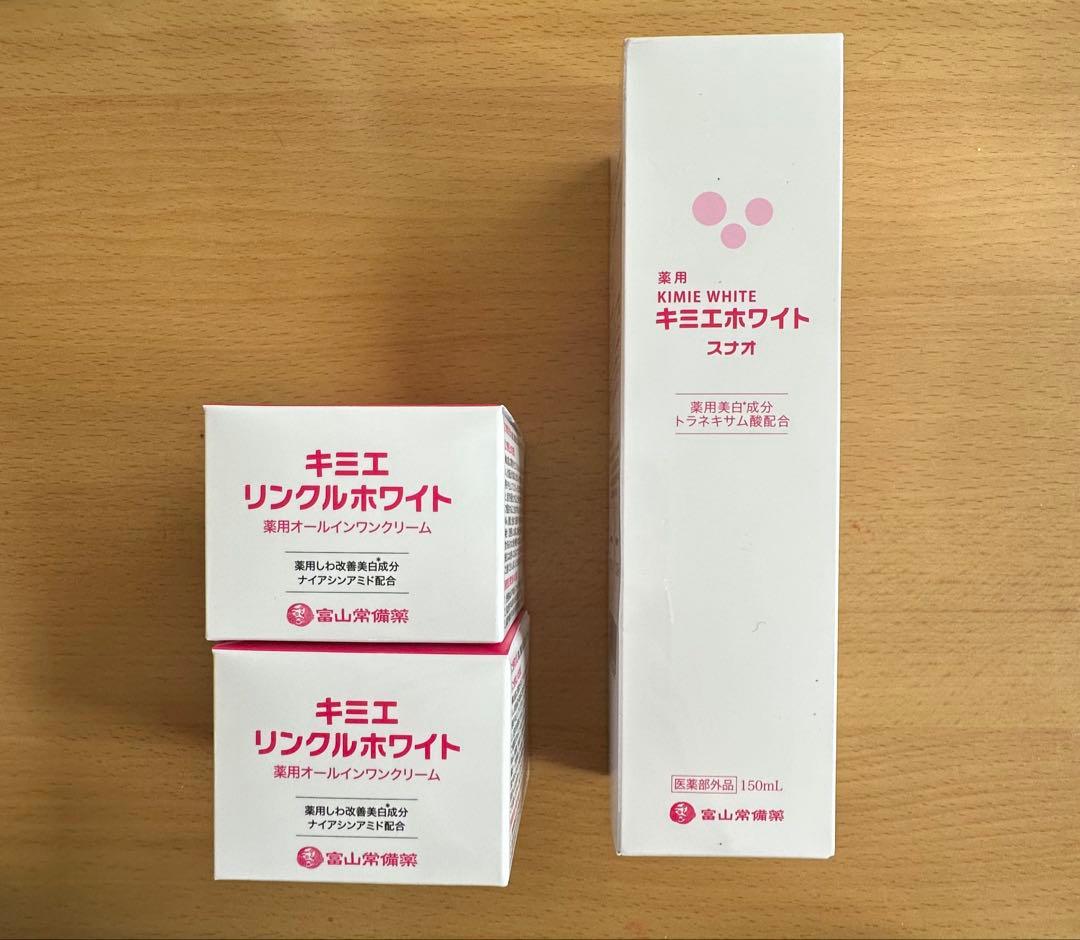 キミエ
リンクルホワイト
薬用オールインワンクリーム
薬用しわ改善美白*成分
ナイアシンアミド配合
富山常備薬
キミエ
リンクルホワイト
薬用オールインワンクリーム
薬用しわ改善美白*成分
ナイアシンアミド配合
富山常備薬
薬用
KIMIE WHITE
キミエホワイト
スナオ
薬用美白*成分
トラネキサム酸配合
医薬部外品 150mL
富山常備薬